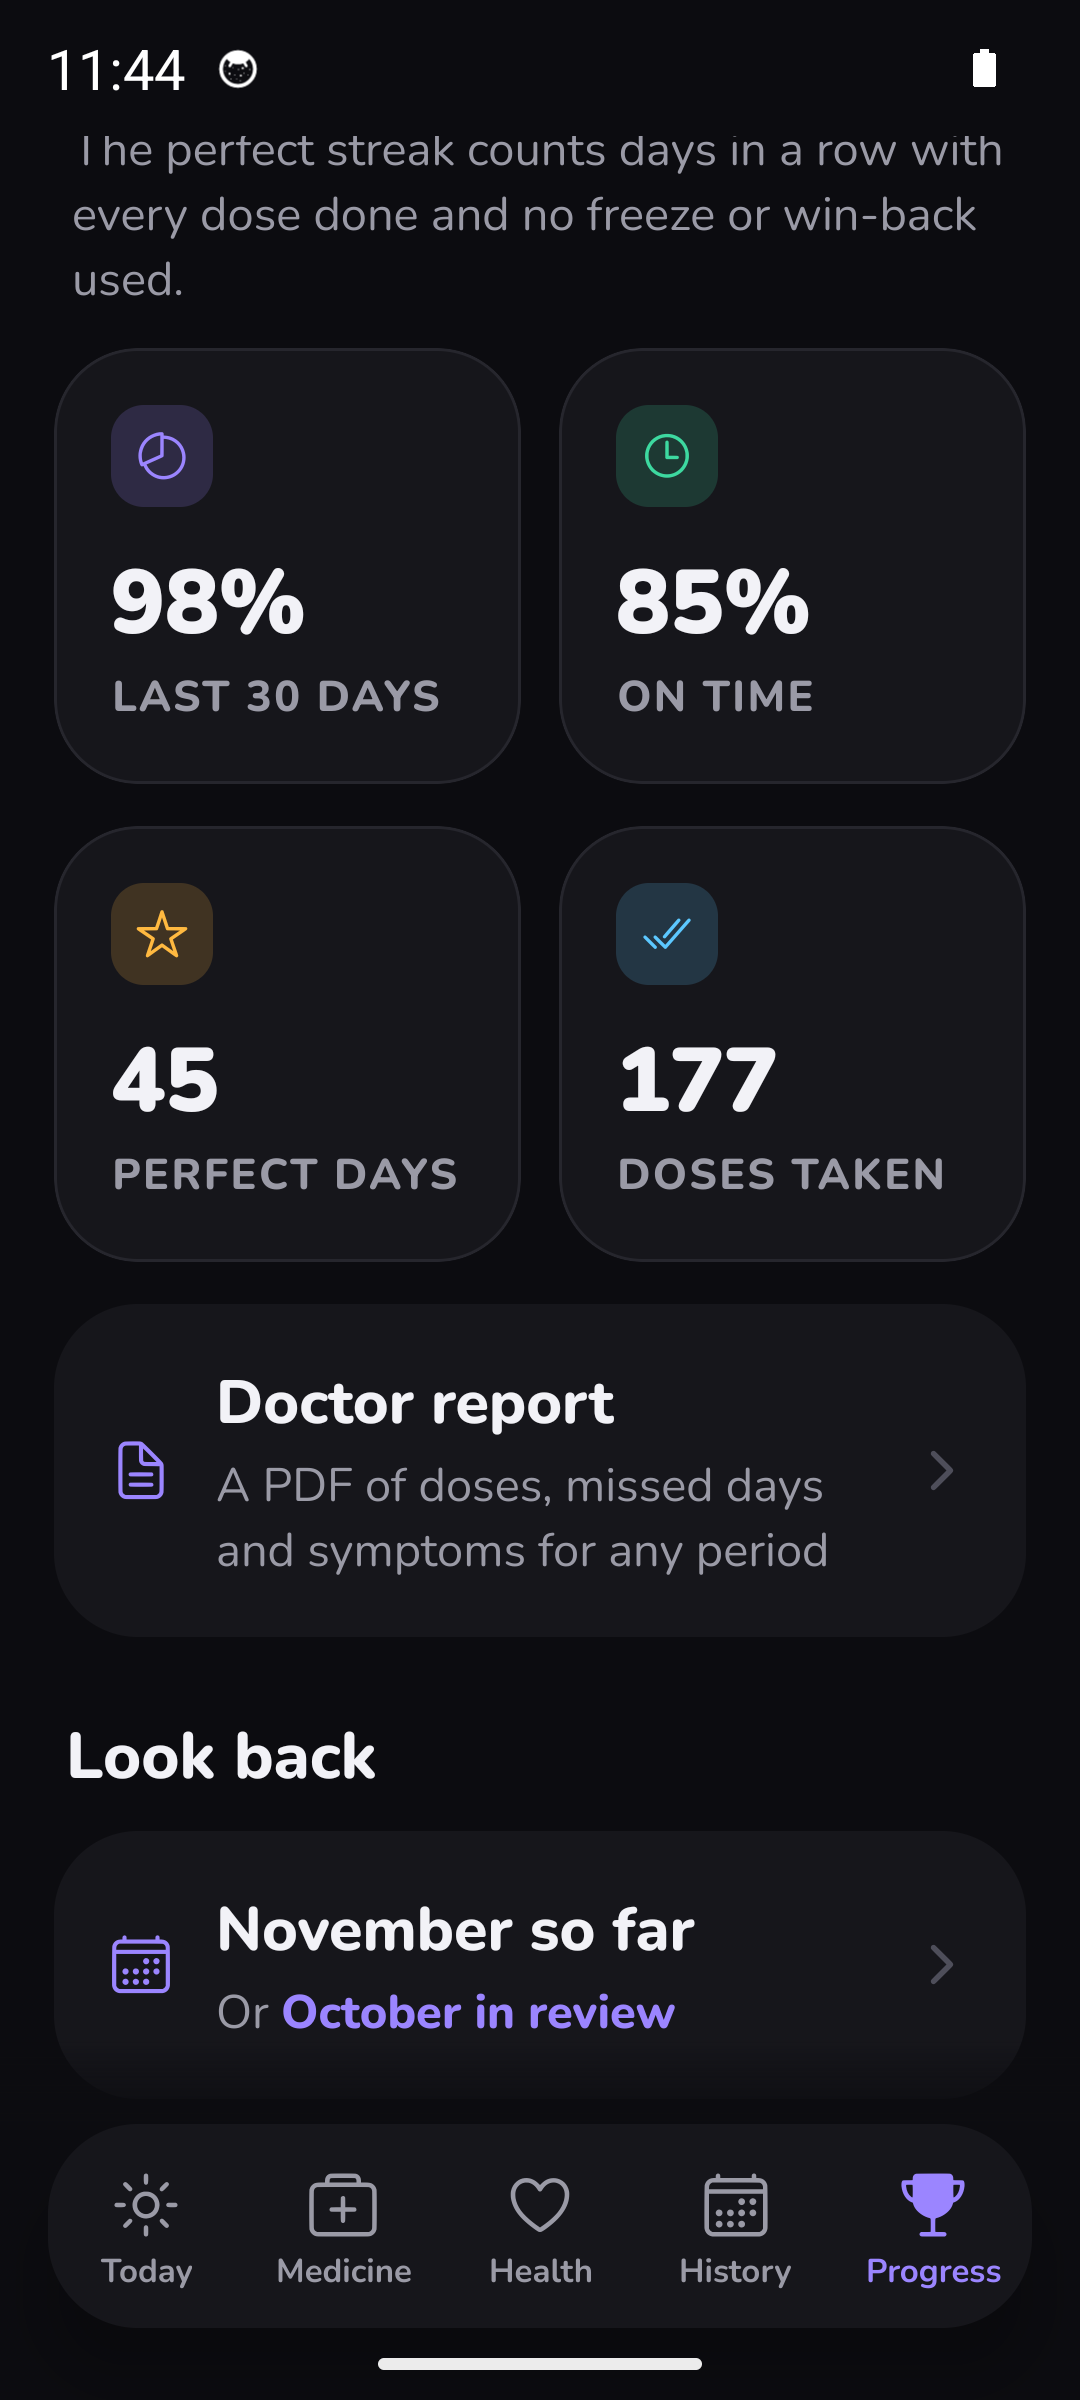 11:44
The perfect streak counts days in a row with
every dose done and no freeze or win-back
used.
98%
LAST 30 DAYS
85%
ON TIME
45
PERFECT DAYS
177
DOSES TAKEN
Doctor report
A PDF of doses, missed days
and symptoms for any period
Look back
November so far
Or October in review
Today
Medicine
Health
History
Progress